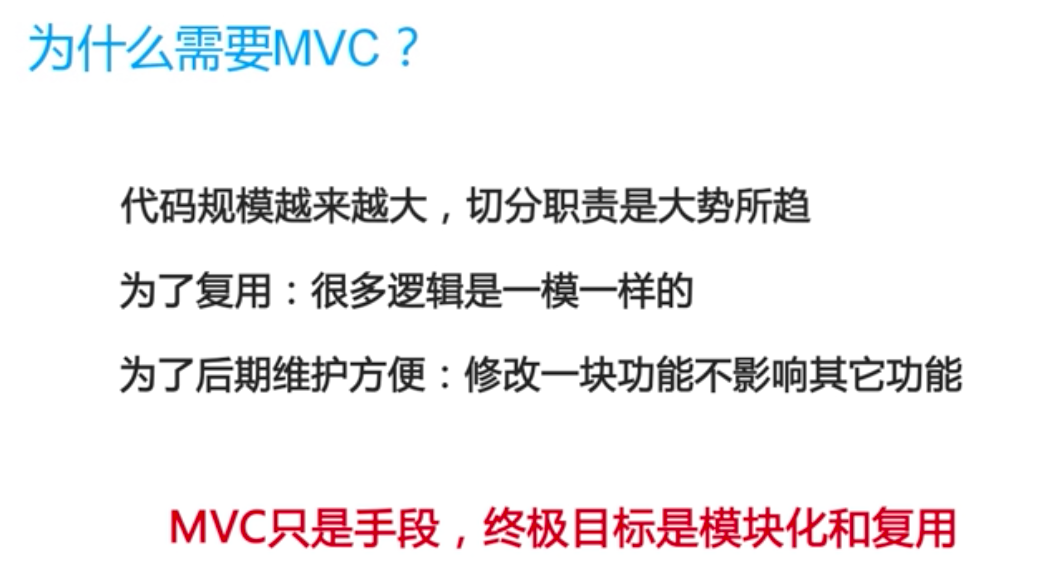 为什么需要MVC？
代码规模越来越大，切分职责是大势所趋
为了复用：很多逻辑是一模一样的
为了后期维护方便：修改一块功能不影响其它功能
MVC只是手段，终极目标是模块化和复用